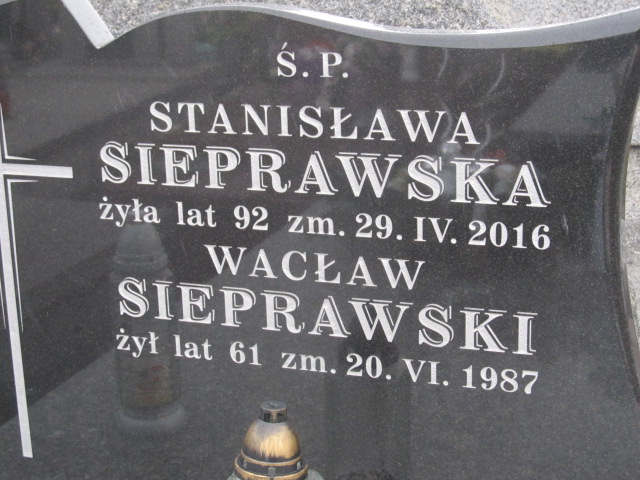 Ś.P.
STANISŁAWA
SIEPRAWSKA
żyła lat 92 zm. 29. IV. 2016
WACŁAW
SIEPRAWSKI
żył lat 61 zm. 20. VI. 1987